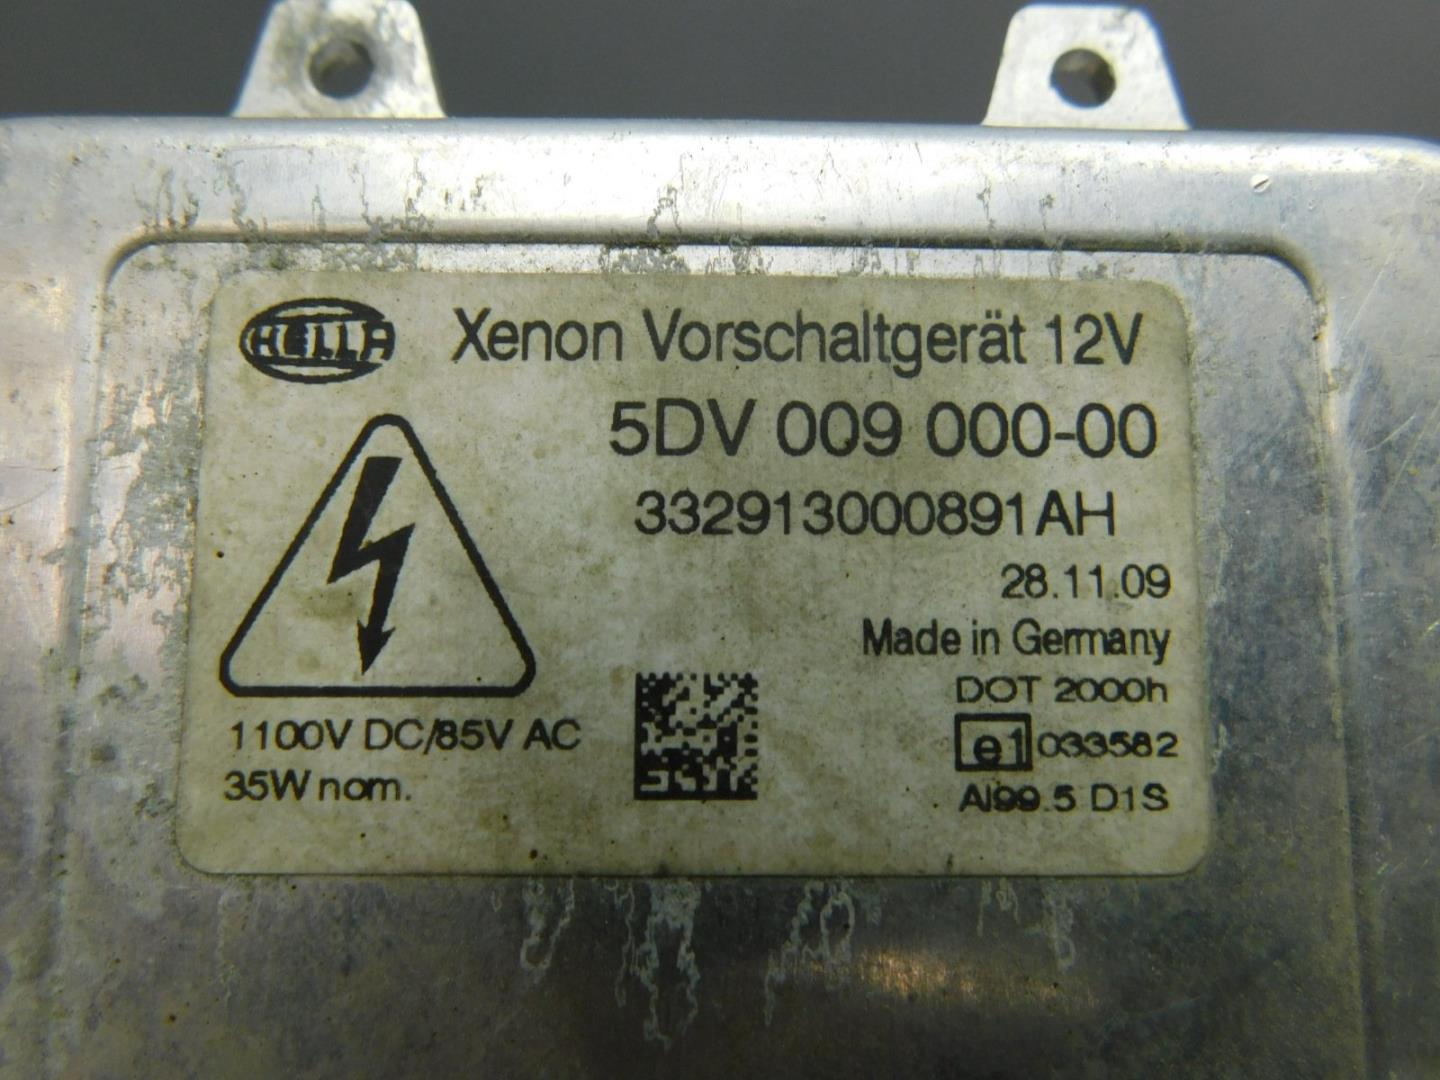 HELLA Xenon Vorschaltgerät 12V
5DV 009 000-00
332913000891AH
28.11.09
Made in Germany
DOT 2000h
e1 033582
Al99.5 D1S
1100V DC/85V AC
35W nom.